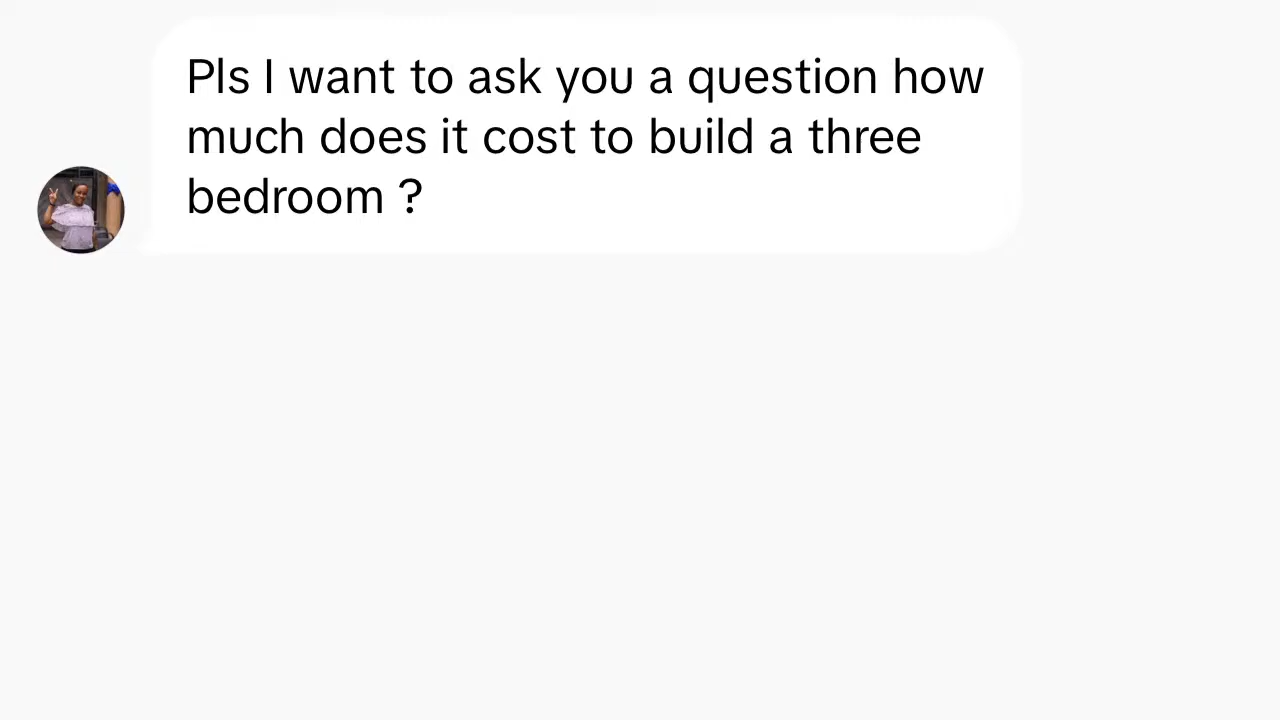 Pls I want to ask you a question how
much does it cost to build a three
bedroom ?